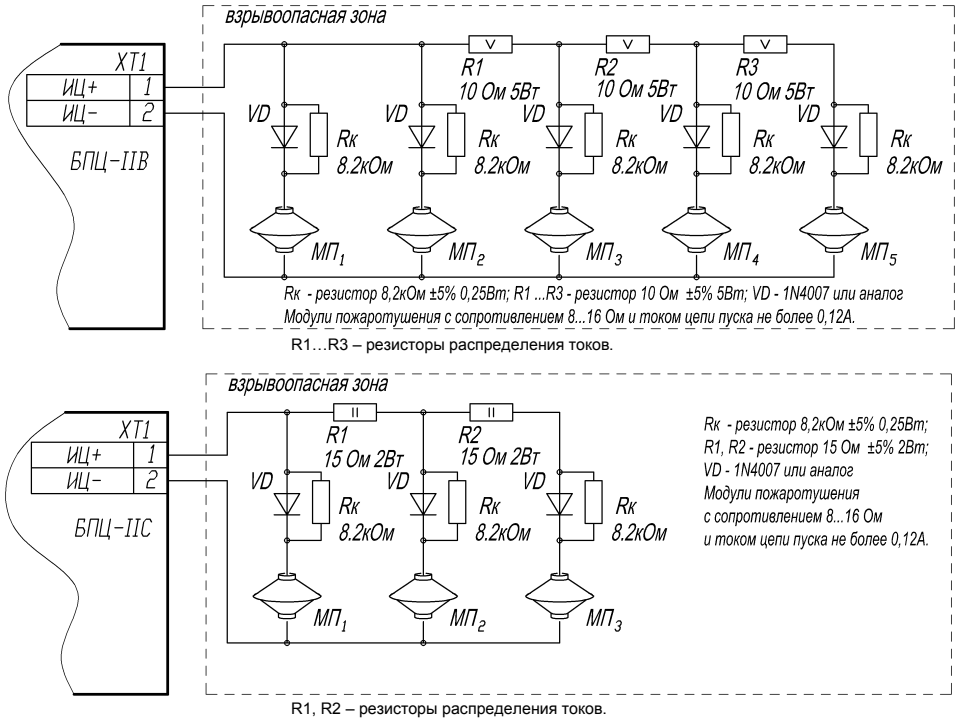 взрывоопасная зона
XT1
ИЦ+ 1
ИЦ- 2
БПЦ-IIВ
R1
10 Ом 5Вт
R2
10 Ом 5Вт
R3
10 Ом 5Вт
VD
Rк
8.2кОм
VD
Rк
8.2кОм
VD
Rк
8.2кОм
VD
Rк
8.2кОм
VD
Rк
8.2кОм
МП1
МП2
МП3
МП4
МП5
Rк - резистор 8,2кОм ±5% 0,25Вт; R1 ...R3 - резистор 10 Ом ±5% 5Вт; VD - 1N4007 или аналог
Модули пожаротушения с сопротивлением 8...16 Ом и током цепи пуска не более 0,12А.
R1…R3 – резисторы распределения токов.
взрывоопасная зона
XT1
ИЦ+ 1
ИЦ- 2
БПЦ-IIС
R1
15 Ом 2Вт
R2
15 Ом 2Вт
VD
Rк
8.2кОм
VD
Rк
8.2кОм
VD
Rк
8.2кОм
МП1
МП2
МП3
Rк - резистор 8,2кОм ±5% 0,25Вт;
R1, R2 - резистор 15 Ом ±5% 2Вт;
VD - 1N4007 или аналог
Модули пожаротушения
с сопротивлением 8...16 Ом
и током цепи пуска не более 0,12А.
R1, R2 – резисторы распределения токов.